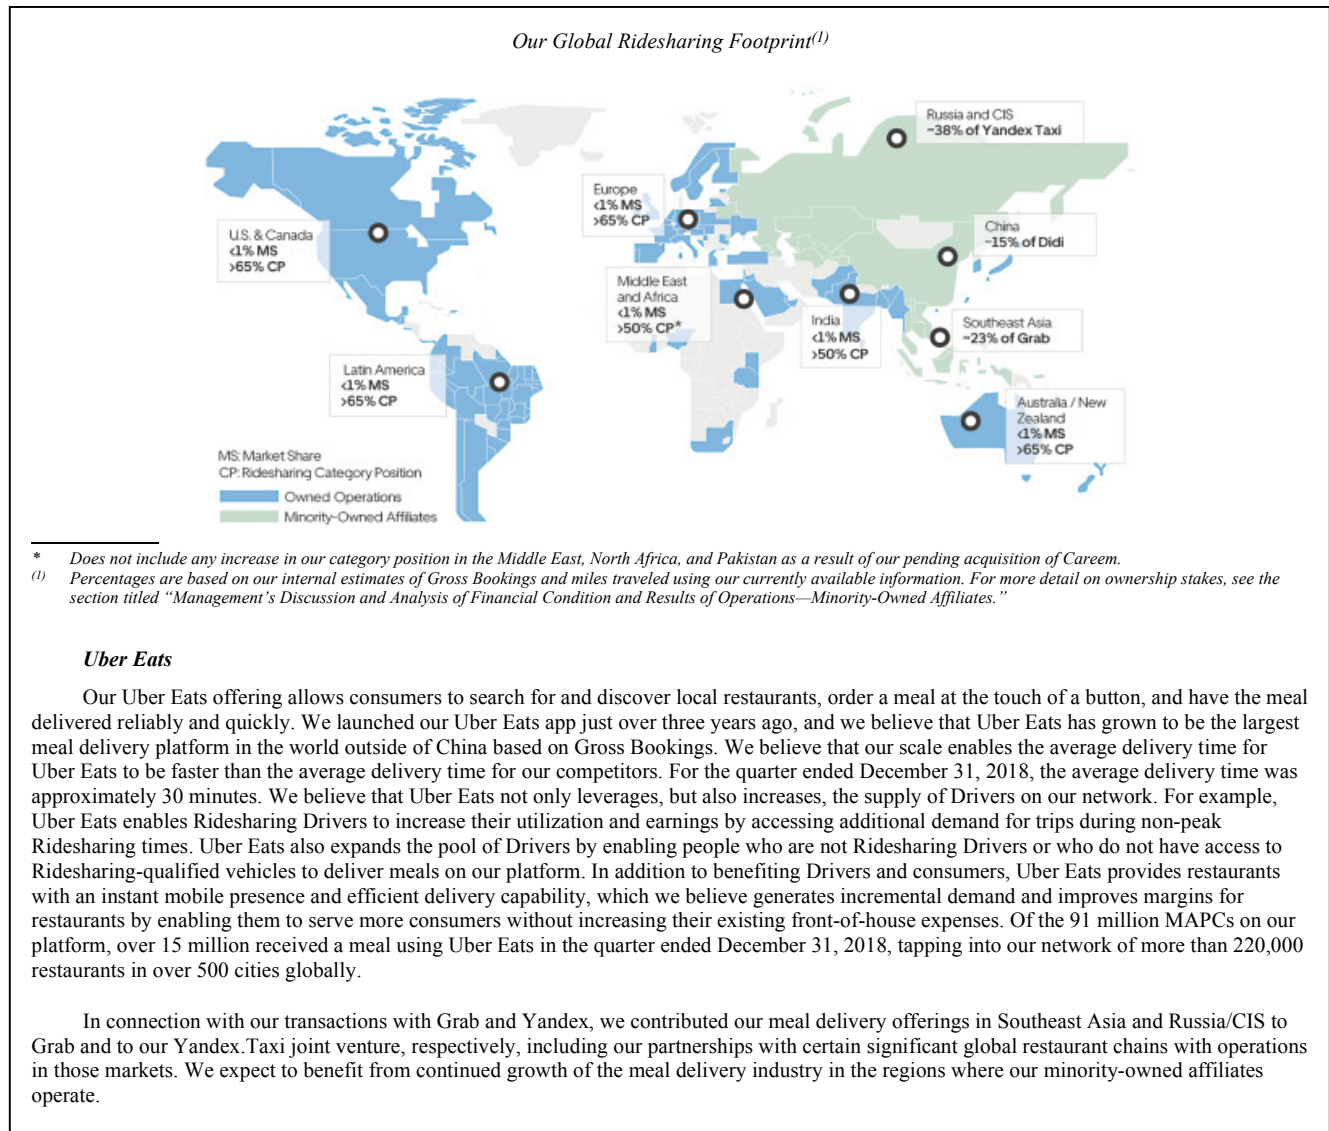 Our Global Ridesharing Footprint(1)
Russia and CIS
~38% of Yandex Taxi
Europe
<1% MS
>65% CP
U.S. & Canada
<1% MS
>65% CP
China
~15% of Didi
Middle East
and Africa
<1% MS
>50% CP*
India
<1% MS
>50% CP
Southeast Asia
~23% of Grab
Latin America
<1% MS
>65% CP
Australia / New
Zealand
<1% MS
>65% CP
MS: Market Share
CP: Ridesharing Category Position
Owned Operations
Minority-Owned Affiliates
* Does not include any increase in our category position in the Middle East, North Africa, and Pakistan as a result of our pending acquisition of Careem.
(1) Percentages are based on our internal estimates of Gross Bookings and miles traveled using our currently available information. For more detail on ownership stakes, see the
section titled “Management’s Discussion and Analysis of Financial Condition and Results of Operations—Minority-Owned Affiliates.”
Uber Eats
Our Uber Eats offering allows consumers to search for and discover local restaurants, order a meal at the touch of a button, and have the meal
delivered reliably and quickly. We launched our Uber Eats app just over three years ago, and we believe that Uber Eats has grown to be the largest
meal delivery platform in the world outside of China based on Gross Bookings. We believe that our scale enables the average delivery time for
Uber Eats to be faster than the average delivery time for our competitors. For the quarter ended December 31, 2018, the average delivery time was
approximately 30 minutes. We believe that Uber Eats not only leverages, but also increases, the supply of Drivers on our network. For example,
Uber Eats enables Ridesharing Drivers to increase their utilization and earnings by accessing additional demand for trips during non-peak
Ridesharing times. Uber Eats also expands the pool of Drivers by enabling people who are not Ridesharing Drivers or who do not have access to
Ridesharing-qualified vehicles to deliver meals on our platform. In addition to benefiting Drivers and consumers, Uber Eats provides restaurants
with an instant mobile presence and efficient delivery capability, which we believe generates incremental demand and improves margins for
restaurants by enabling them to serve more consumers without increasing their existing front-of-house expenses. Of the 91 million MAPCs on our
platform, over 15 million received a meal using Uber Eats in the quarter ended December 31, 2018, tapping into our network of more than 220,000
restaurants in over 500 cities globally.
In connection with our transactions with Grab and Yandex, we contributed our meal delivery offerings in Southeast Asia and Russia/CIS to
Grab and to our Yandex.Taxi joint venture, respectively, including our partnerships with certain significant global restaurant chains with operations
in those markets. We expect to benefit from continued growth of the meal delivery industry in the regions where our minority-owned affiliates
operate.